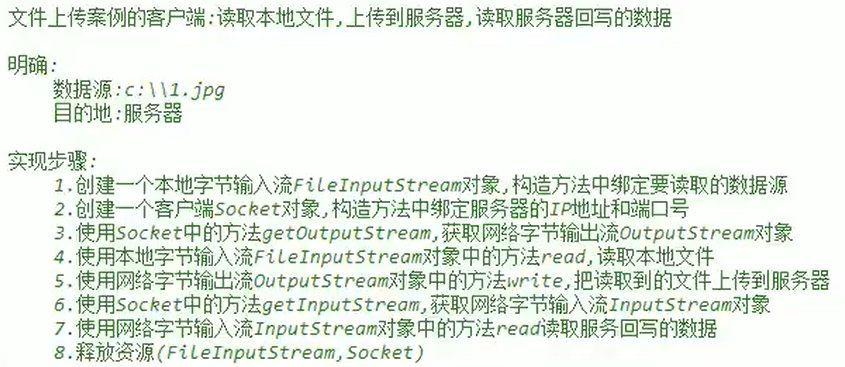 文件上传案例的客户端:读取本地文件,上传到服务器,读取服务器回写的数据
明确:
数据源:c:\\1.jpg
目的地:服务器
实现步骤:
1.创建一个本地字节输入流FileInputStream对象,构造方法中绑定要读取的数据源
2.创建一个客户端Socket对象,构造方法中绑定服务器的IP地址和端口号
3.使用Socket中的方法getOutputStream,获取网络字节输出流OutputStream对象
4.使用本地字节输入流FileInputStream对象中的方法read,读取本地文件
5.使用网络字节输出流OutputStream对象中的方法write,把读取到的文件上传到服务器
6.使用Socket中的方法getInputStream,获取网络字节输入流InputStream对象
7.使用网络字节输入流InputStream对象中的方法read读取服务回写的数据
8.释放资源(FileInputStream,Socket)